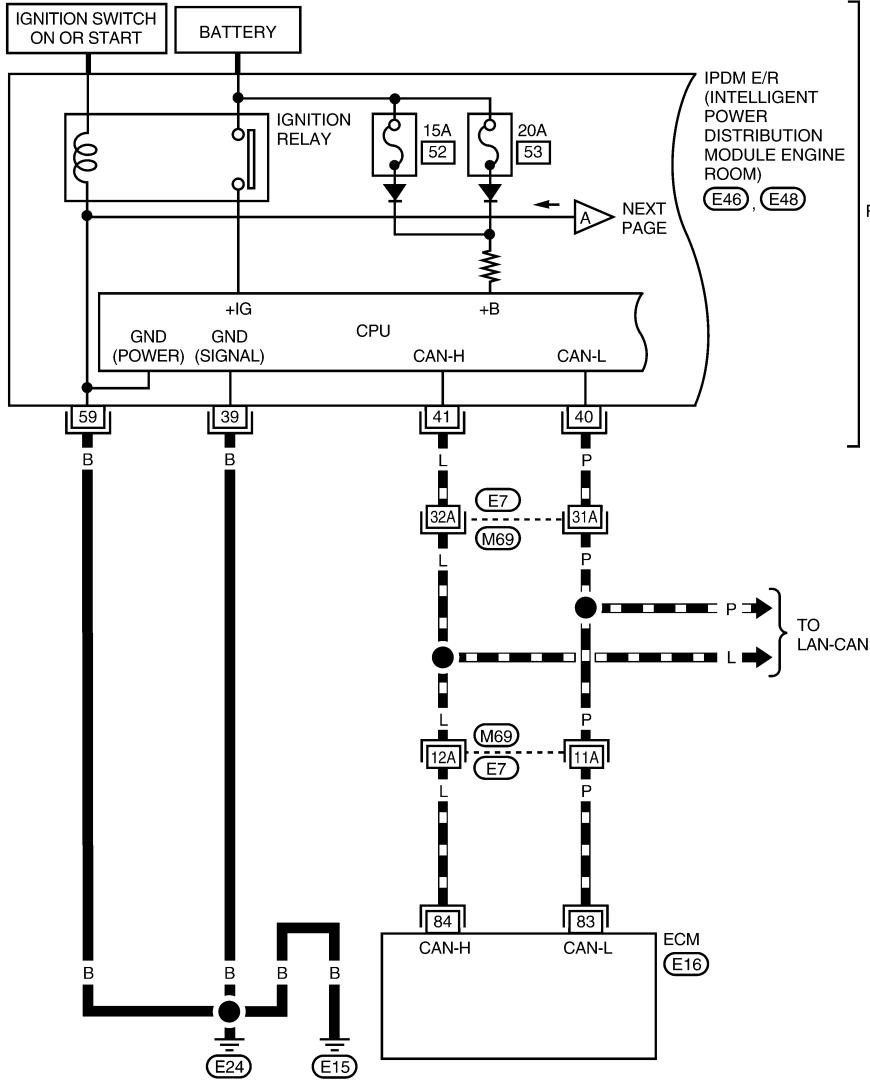 IGNITION SWITCH
ON OR START
BATTERY
IPDM E/R
(INTELLIGENT
POWER
DISTRIBUTION
MODULE ENGINE
ROOM)
E46 , E48
IGNITION
RELAY
15A
52
20A
53
A
NEXT
PAGE
+IG
+B
CPU
GND
(POWER)
GND
(SIGNAL)
CAN-H
CAN-L
59
39
41
40
B
B
L
P
E7
32A
31A
M69
L
P
P
TO
LAN-CAN
L
L
P
M69
12A
11A
E7
L
P
84
83
CAN-H
CAN-L
ECM
E16
B
B
B
B
E24
E15